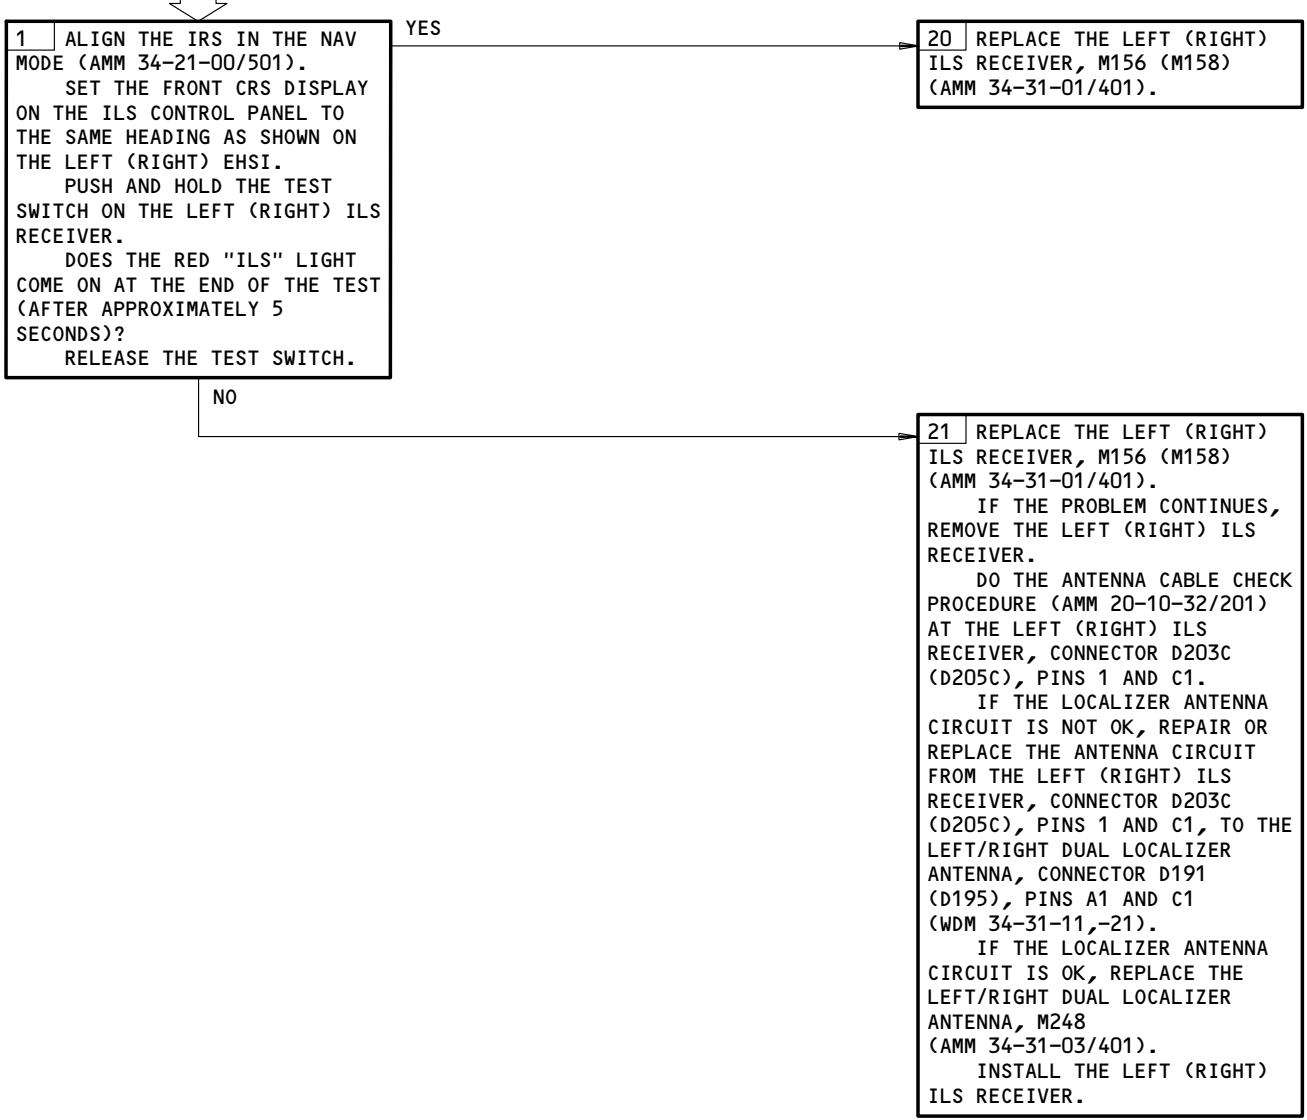 1 ALIGN THE IRS IN THE NAV
MODE (AMM 34-21-00/501).
SET THE FRONT CRS DISPLAY
ON THE ILS CONTROL PANEL TO
THE SAME HEADING AS SHOWN ON
THE LEFT (RIGHT) EHSI.
PUSH AND HOLD THE TEST
SWITCH ON THE LEFT (RIGHT) ILS
RECEIVER.
DOES THE RED "ILS" LIGHT
COME ON AT THE END OF THE TEST
(AFTER APPROXIMATELY 5
SECONDS)?
RELEASE THE TEST SWITCH.
YES
20 REPLACE THE LEFT (RIGHT)
ILS RECEIVER, M156 (M158)
(AMM 34-31-01/401).
NO
21 REPLACE THE LEFT (RIGHT)
ILS RECEIVER, M156 (M158)
(AMM 34-31-01/401).
IF THE PROBLEM CONTINUES,
REMOVE THE LEFT (RIGHT) ILS
RECEIVER.
DO THE ANTENNA CABLE CHECK
PROCEDURE (AMM 20-10-32/201)
AT THE LEFT (RIGHT) ILS
RECEIVER, CONNECTOR D203C
(D205C), PINS 1 AND C1.
IF THE LOCALIZER ANTENNA
CIRCUIT IS NOT OK, REPAIR OR
REPLACE THE ANTENNA CIRCUIT
FROM THE LEFT (RIGHT) ILS
RECEIVER, CONNECTOR D203C
(D205C), PINS 1 AND C1, TO THE
LEFT/RIGHT DUAL LOCALIZER
ANTENNA, CONNECTOR D191
(D195), PINS A1 AND C1
(WDM 34-31-11,-21).
IF THE LOCALIZER ANTENNA
CIRCUIT IS OK, REPLACE THE
LEFT/RIGHT DUAL LOCALIZER
ANTENNA, M248
(AMM 34-31-03/401).
INSTALL THE LEFT (RIGHT)
ILS RECEIVER.